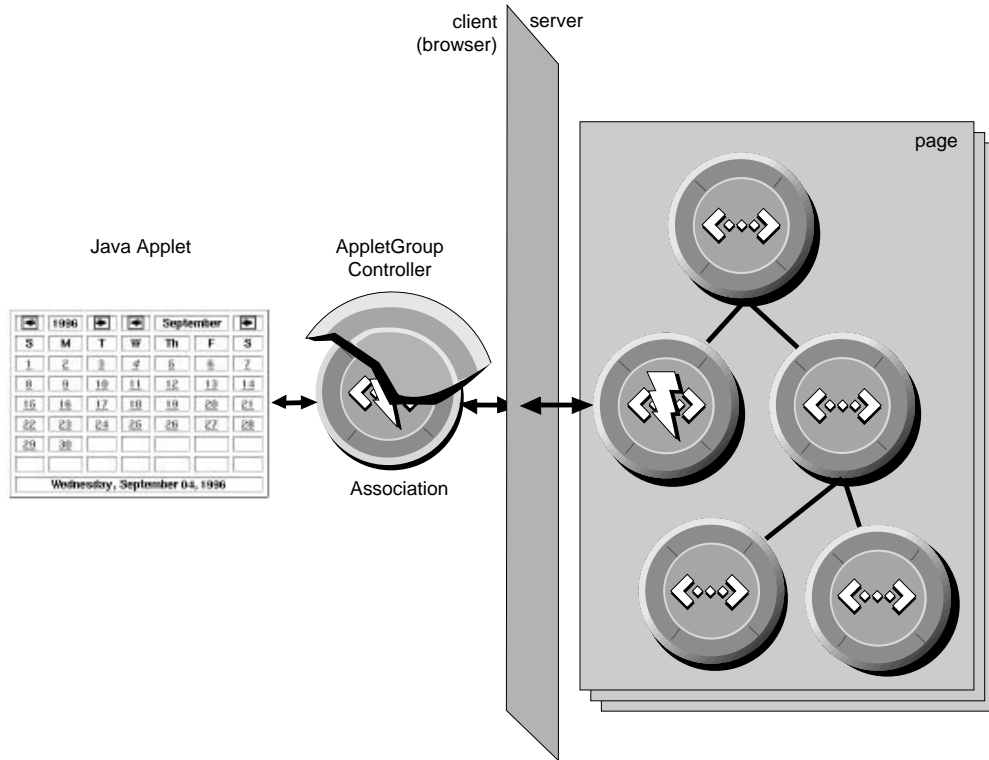 client
(browser)
server
page
Java Applet
AppletGroup
Controller
1996 September
S M T W Th F S
1 2 3 4 5 6 7
8 9 10 11 12 13 14
15 16 17 18 19 20 21
22 23 24 25 26 27 28
29 30
Wednesday, September 04, 1996
Association